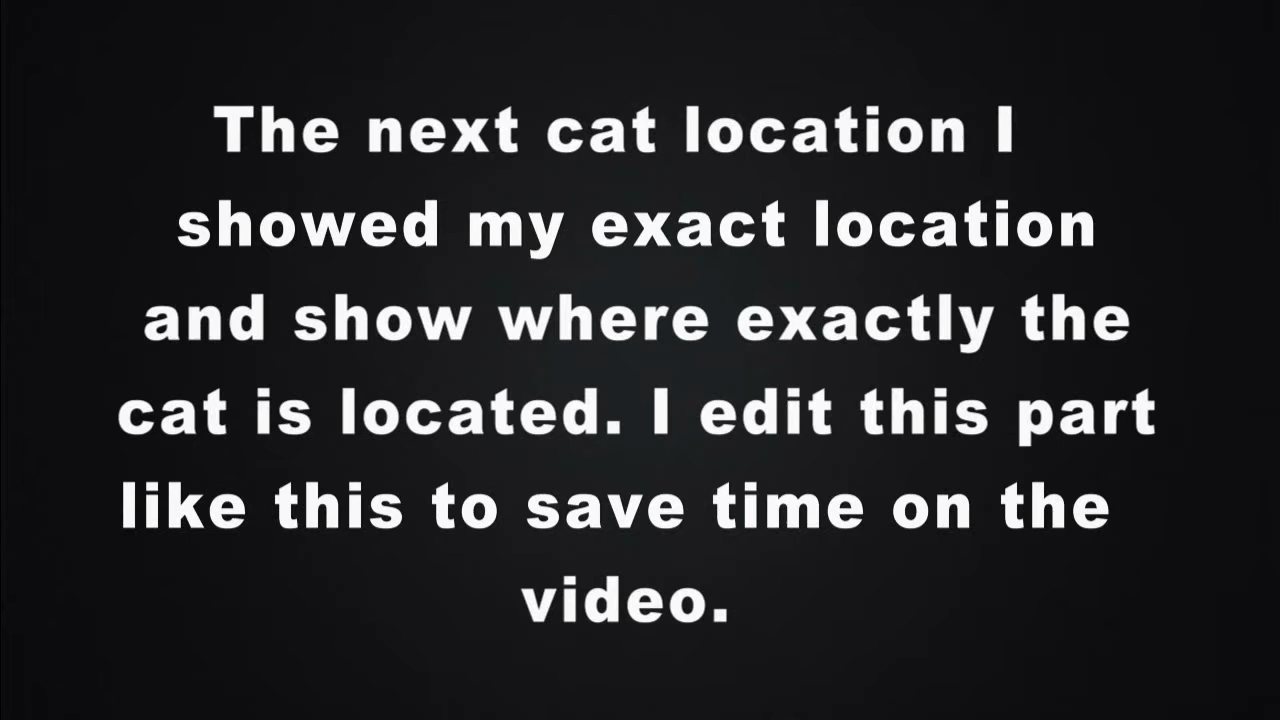 The next cat location I
showed my exact location
and show where exactly the
cat is located. I edit this part
like this to save time on the
video.